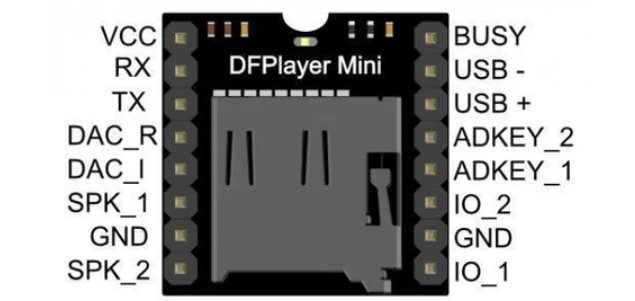 DFPlayer Mini
VCC
RX
TX
DAC_R
DAC_I
SPK_1
GND
SPK_2
BUSY
USB -
USB +
ADKEY_2
ADKEY_1
IO_2
GND
IO_1